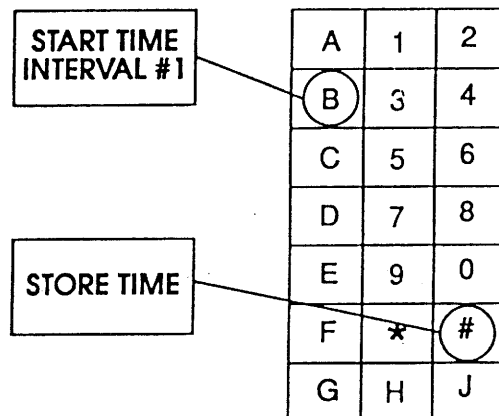 START TIME
INTERVAL #1
A 1 2
B 3 4
C 5 6
D 7 8
STORE TIME
E 9 0
F * #
G H J